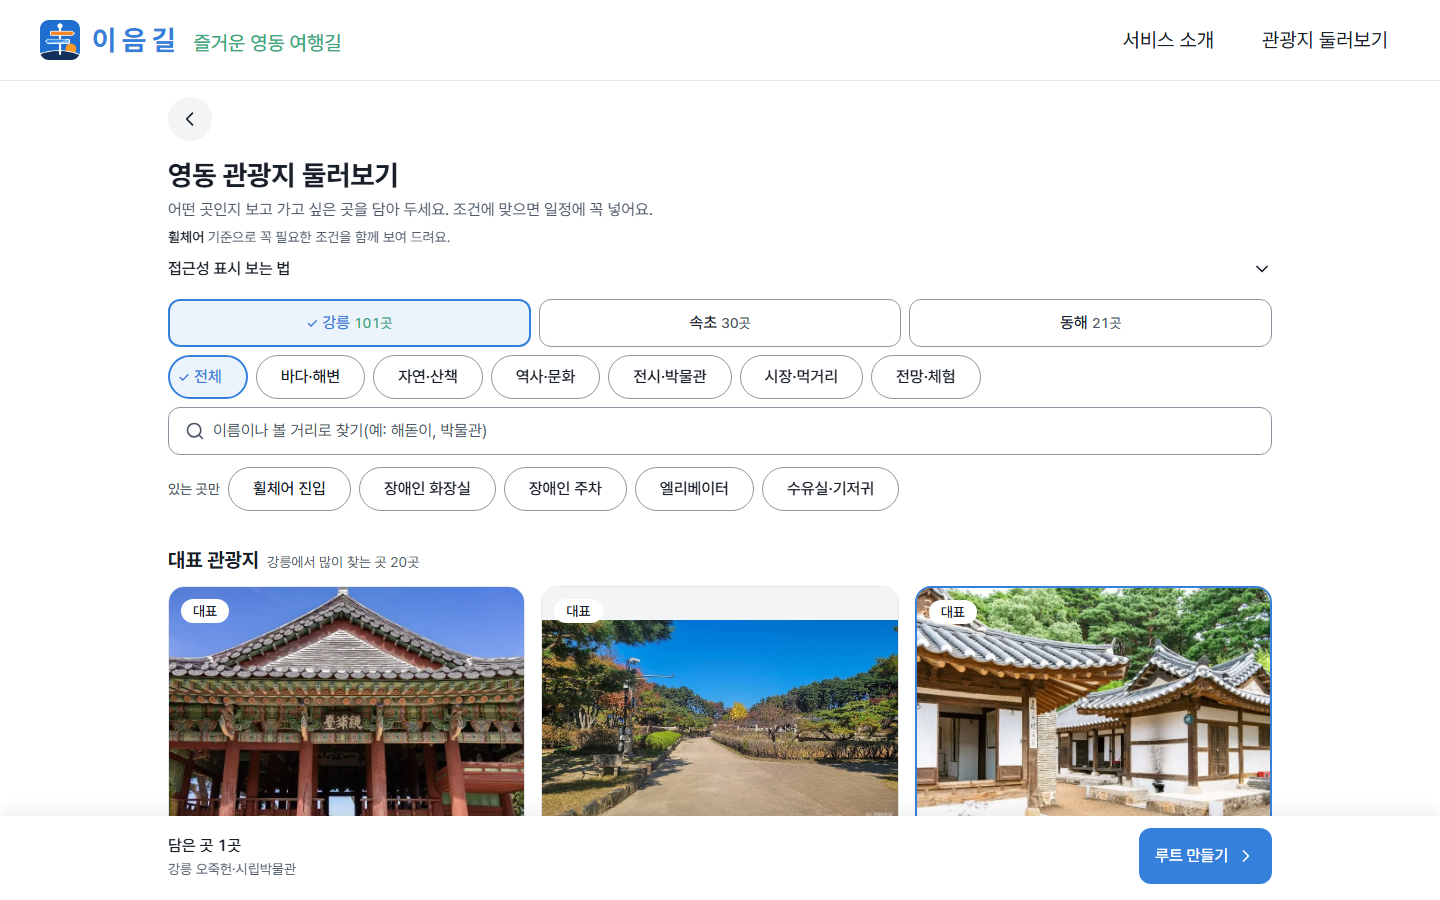 이음길 즐거운 영동 여행길
서비스 소개 관광지 둘러보기
영동 관광지 둘러보기
어떤 곳인지 보고 가고 싶은 곳을 담아 두세요. 조건에 맞으면 일정에 꼭 넣어요.
휠체어 기준으로 꼭 필요한 조건을 함께 보여 드려요.
접근성 표시 보는 법
강릉 101곳 속초 30곳 동해 21곳
전체 바다·해변 자연·산책 역사·문화 전시·박물관 시장·먹거리 전망·체험
이름이나 볼 거리로 찾기(예: 해돋이, 박물관)
있는 곳만 휠체어 진입 장애인 화장실 장애인 주차 엘리베이터 수유실·기저귀
대표 관광지 강릉에서 많이 찾는 곳 20곳
대표 대표 대표
담은 곳 1곳
강릉 오죽헌·시립박물관
루트 만들기